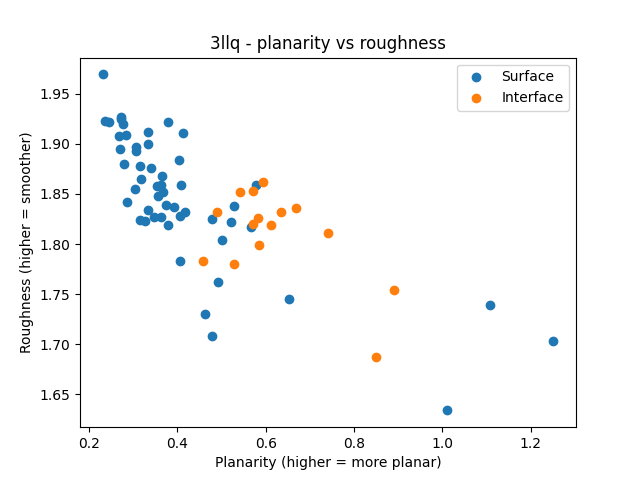 3llq - planarity vs roughness
Surface
Interface
Roughness (higher = smoother)
1.95
1.90
1.85
1.80
1.75
1.70
1.65
0.2 0.4 0.6 0.8 1.0 1.2
Planarity (higher = more planar)